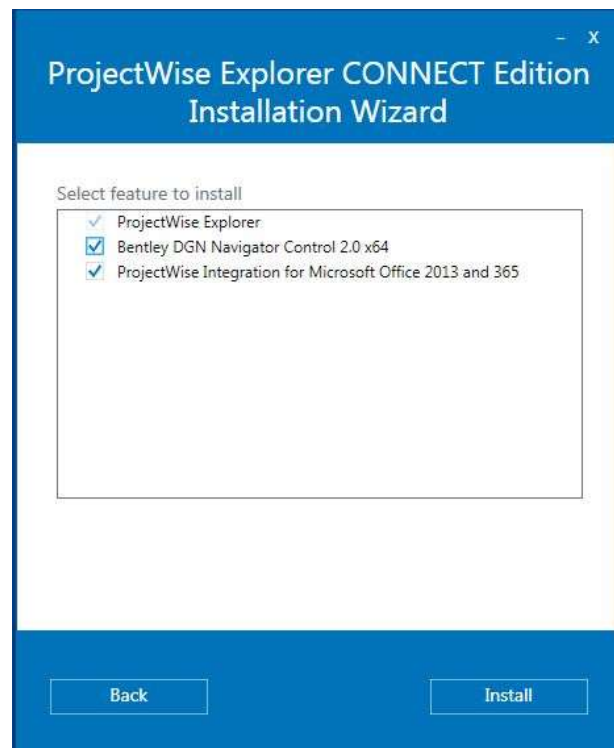 – X
ProjectWise Explorer CONNECT Edition
Installation Wizard
Select feature to install
ProjectWise Explorer
Bentley DGN Navigator Control 2.0 x64
ProjectWise Integration for Microsoft Office 2013 and 365
Back Install